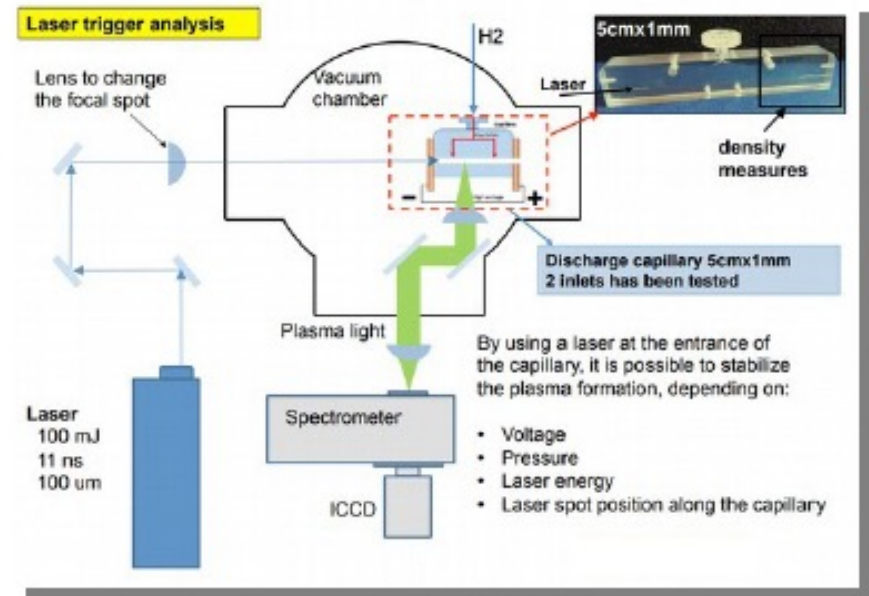 Laser trigger analysis
H2
5cmx1mm
Lens to change
the focal spot
Vacuum
chamber
Laser
density
measures
- +
Discharge capillary 5cmx1mm
2 inlets has been tested
Plasma light
By using a laser at the entrance of
the capillary, it is possible to stabilize
the plasma formation, depending on:
Spectrometer
Laser
100 mJ
11 ns
100 um
ICCD
• Voltage
• Pressure
• Laser energy
• Laser spot position along the capillary